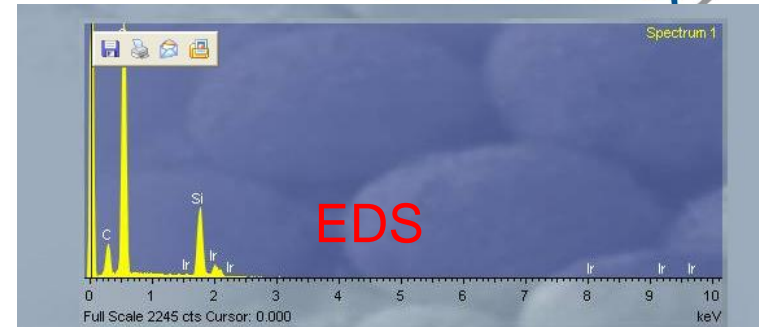 Spectrum 1
Si
EDS
C
Ir Ir Ir Ir Ir Ir
0 1 2 3 4 5 6 7 8 9 10
Full Scale 2245 cts Cursor: 0.000 keV